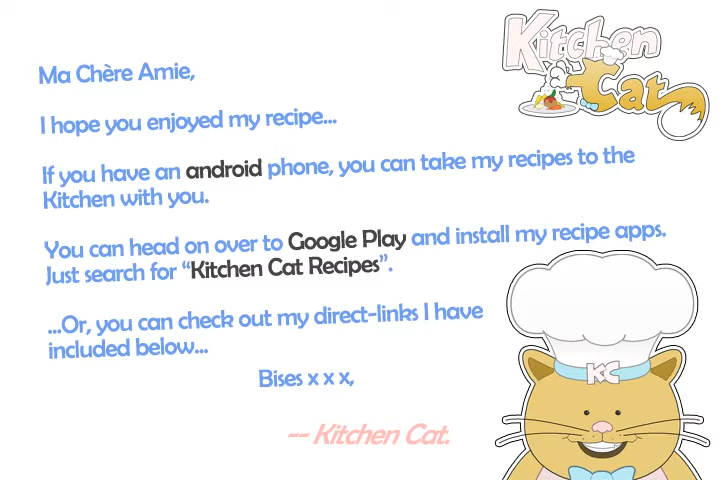 Kitchen
Cat
Ma Chère Amie,
I hope you enjoyed my recipe...
If you have an android phone, you can take my recipes to the
Kitchen with you.
You can head on over to Google Play and install my recipe apps.
Just search for “Kitchen Cat Recipes”.
...Or, you can check out my direct-links I have
included below...
Bises x x x,
-- Kitchen Cat.
KC